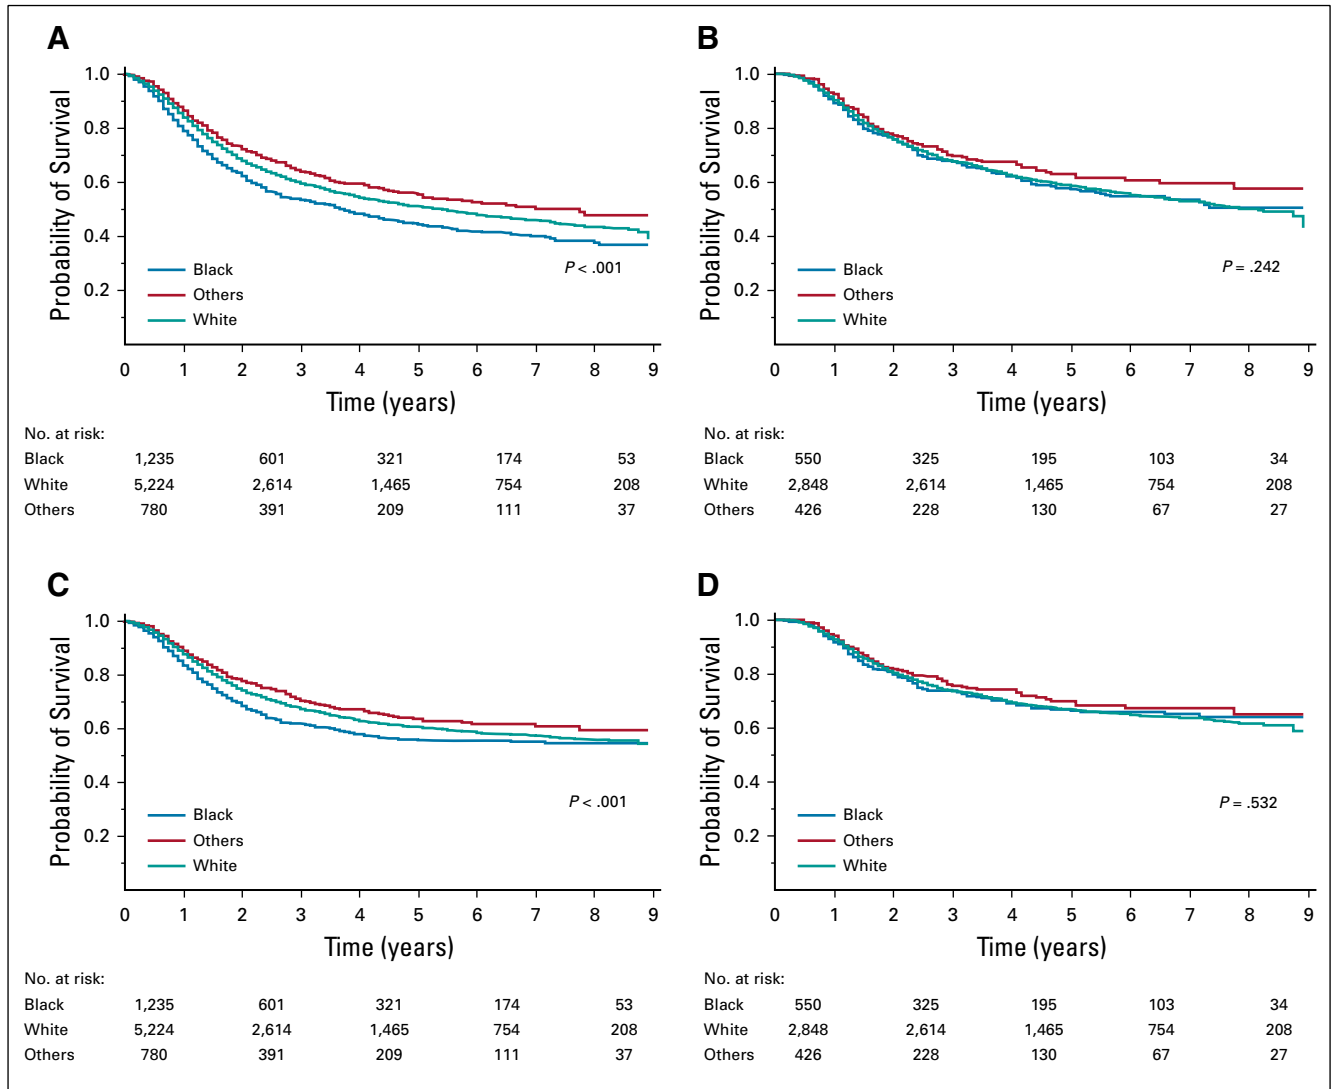 A
Probability of Survival
1.0
0.8
0.6
0.4
0.2
Black
Others
White
P < .001
0 1 2 3 4 5 6 7 8 9
Time (years)
No. at risk:
Black 1,235 601 321 174 53
White 5,224 2,614 1,465 754 208
Others 780 391 209 111 37
B
Probability of Survival
1.0
0.8
0.6
0.4
0.2
Black
Others
White
P = .242
0 1 2 3 4 5 6 7 8 9
Time (years)
No. at risk:
Black 550 325 195 103 34
White 2,848 2,614 1,465 754 208
Others 426 228 130 67 27
C
Probability of Survival
1.0
0.8
0.6
0.4
0.2
Black
Others
White
P < .001
0 1 2 3 4 5 6 7 8 9
Time (years)
No. at risk:
Black 1,235 601 321 174 53
White 5,224 2,614 1,465 754 208
Others 780 391 209 111 37
D
Probability of Survival
1.0
0.8
0.6
0.4
0.2
Black
Others
White
P = .532
0 1 2 3 4 5 6 7 8 9
Time (years)
No. at risk:
Black 550 325 195 103 34
White 2,848 2,614 1,465 754 208
Others 426 228 130 67 27